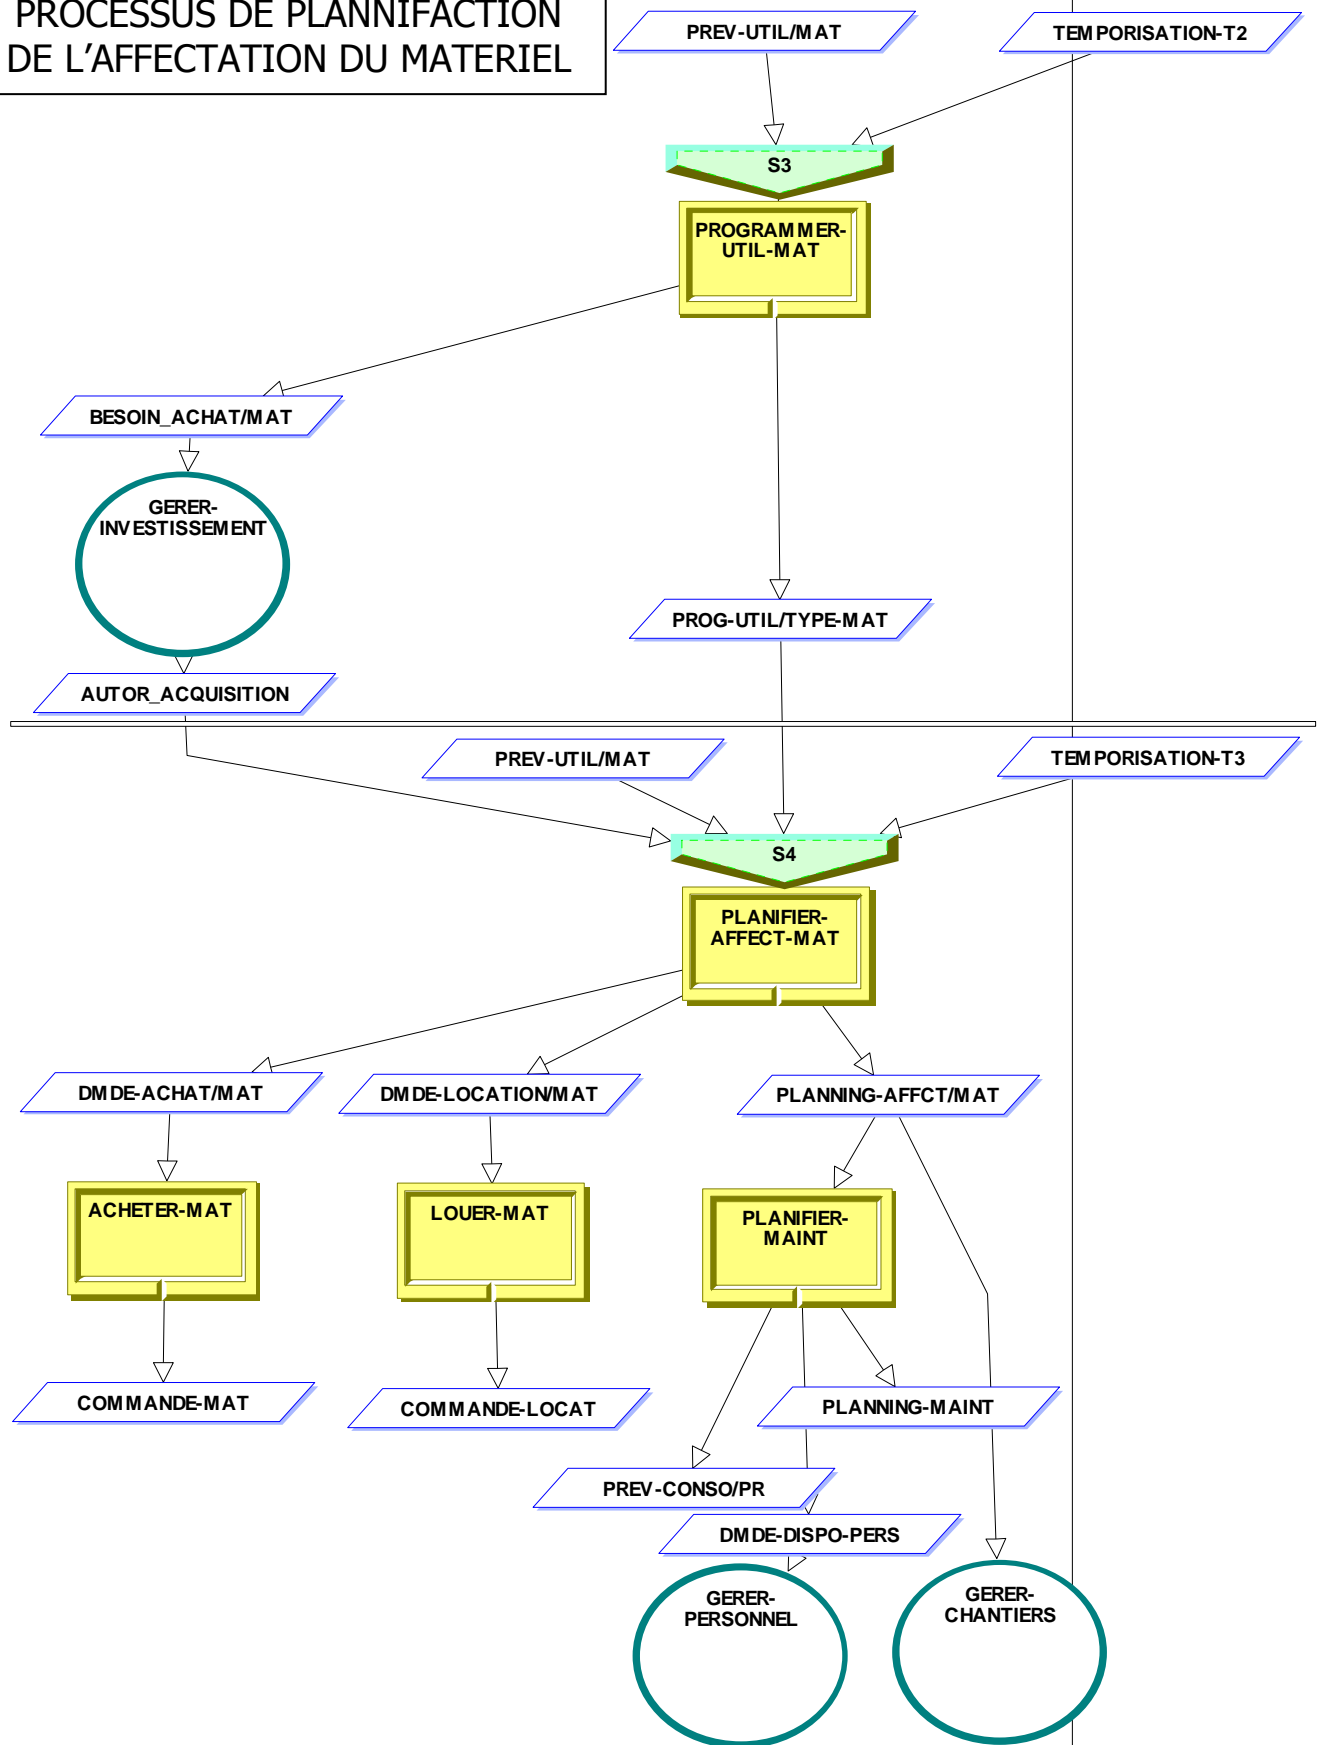 PROCESSUS DE PLANNIFACTION
DE L'AFFECTATION DU MATERIEL
PREV-UTIL/MAT
TEMPORISATION-T2
S3
PROGRAMMER-
UTIL-MAT
BESOIN_ACHAT/MAT
GERER-
INVESTISSEMENT
PROG-UTIL/TYPE-MAT
AUTOR_ACQUISITION
PREV-UTIL/MAT
TEMPORISATION-T3
S4
PLANIFIER-
AFFECT-MAT
DMDE-ACHAT/MAT
DMDE-LOCATION/MAT
PLANNING-AFFCT/MAT
ACHETER-MAT
LOUER-MAT
PLANIFIER-
MAINT
COMMANDE-MAT
COMMANDE-LOCAT
PLANNING-MAINT
PREV-CONSO/PR
DMDE-DISPO-PERS
GERER-
PERSONNEL
GERER-
CHANTIERS